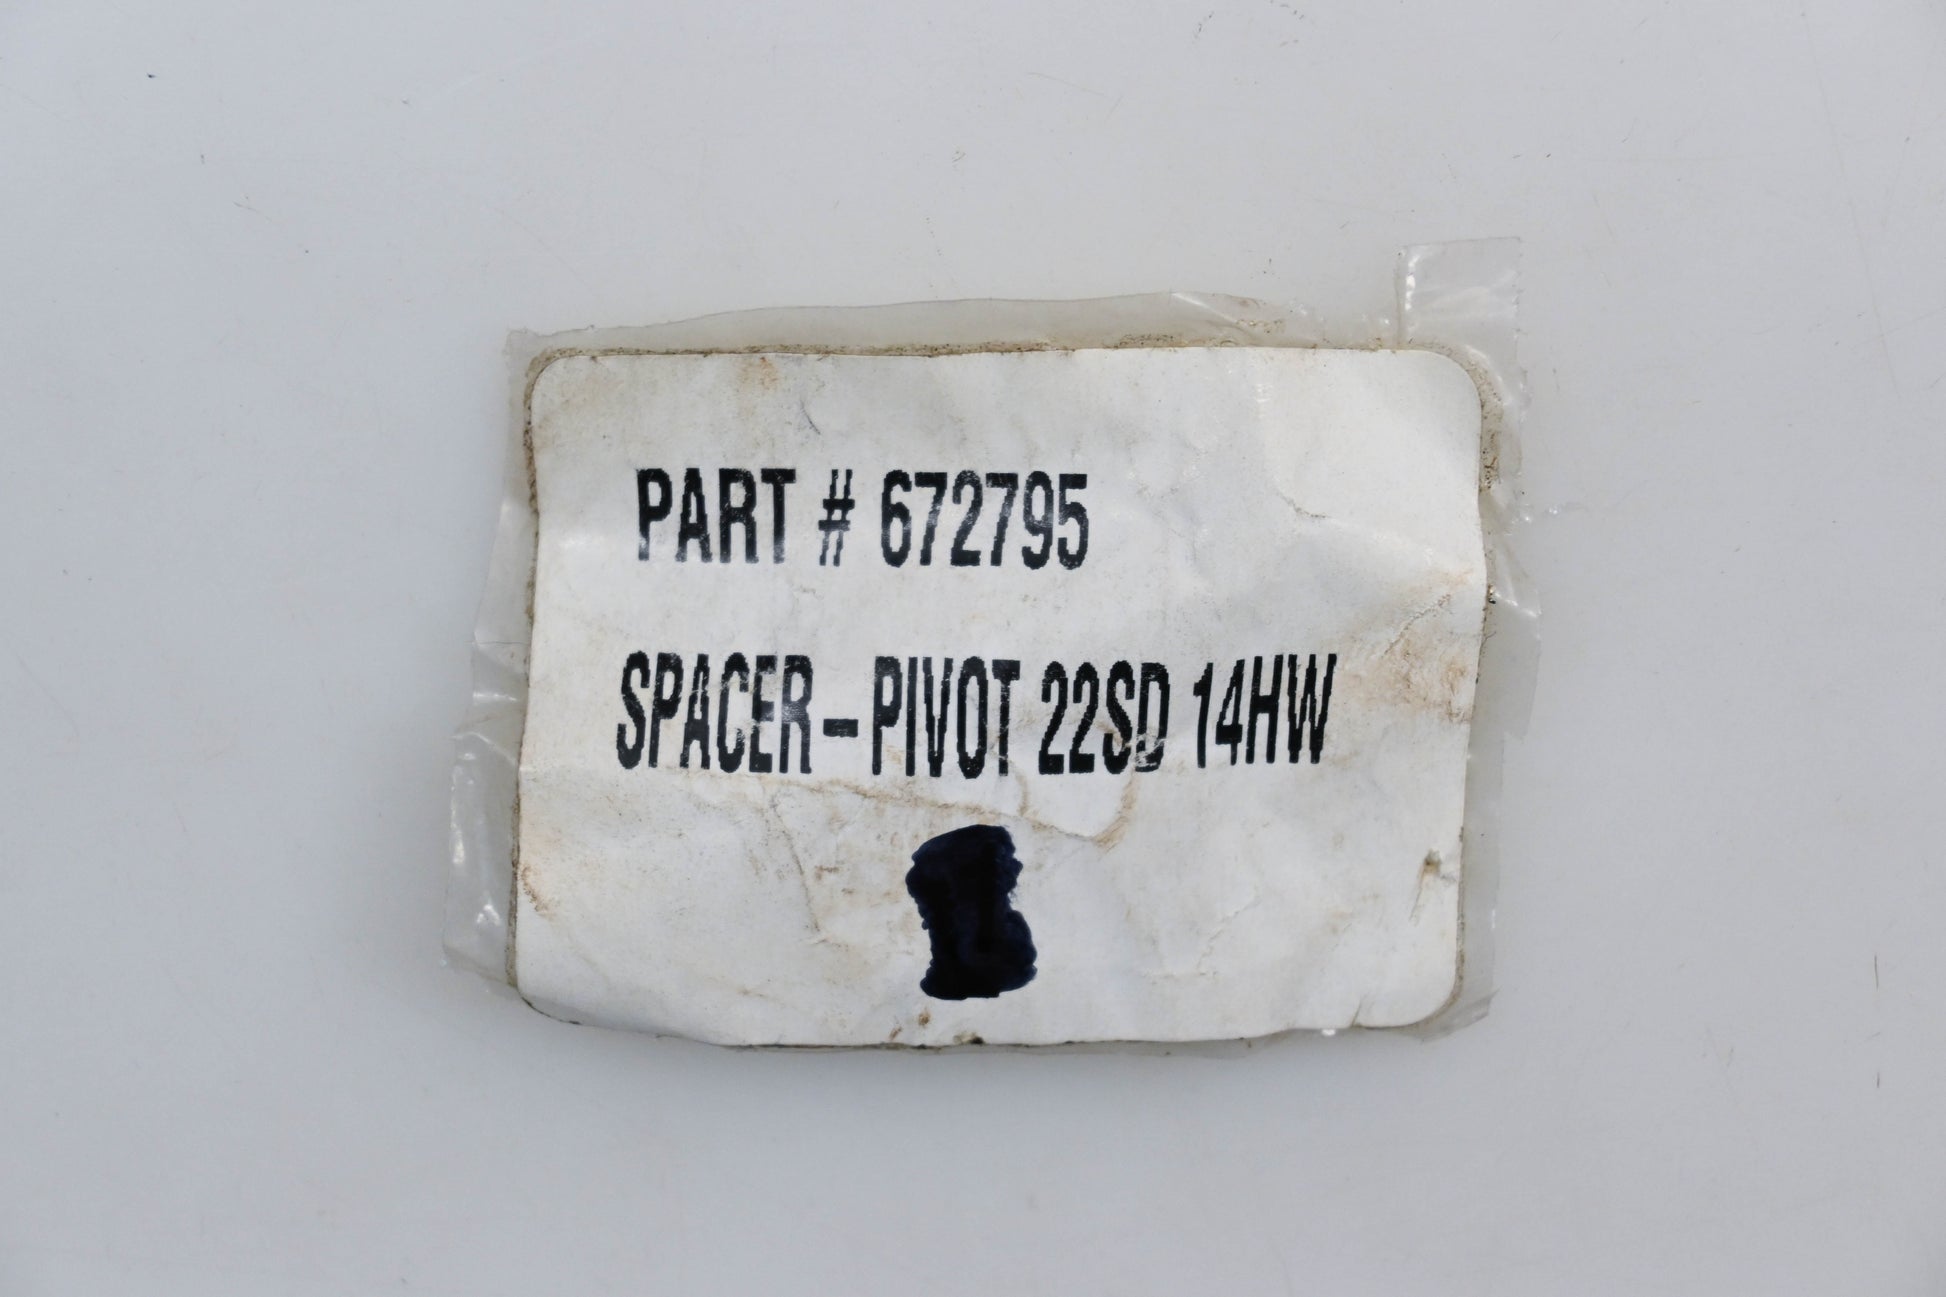 PART # 672795
SPACER-PIVOT 22SD 14HW